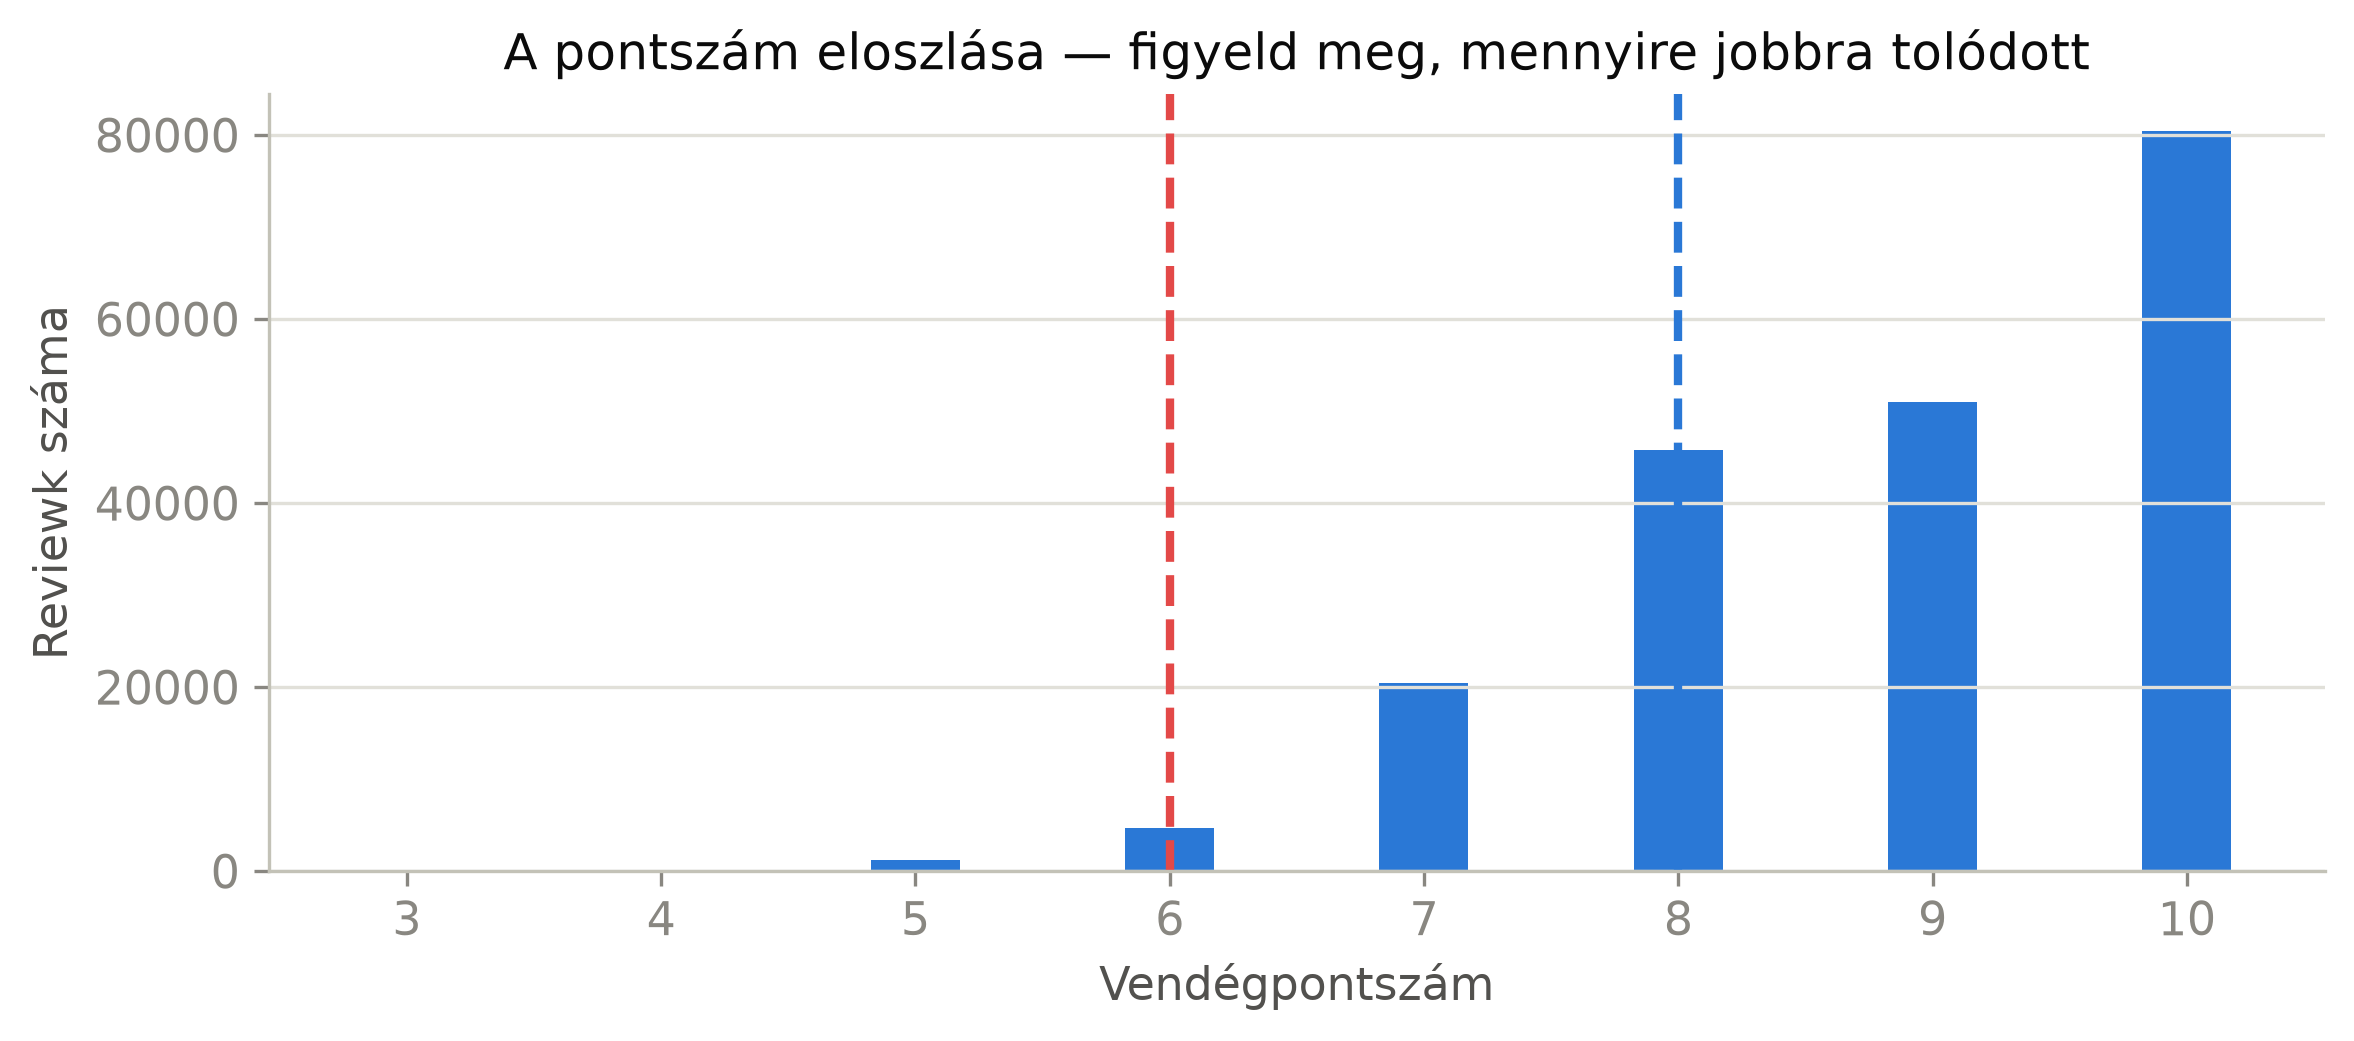 A pontszám eloszlása — figyeld meg, mennyire jobbra tolódott
Reviewk száma
80000
60000
40000
20000
0
3 4 5 6 7 8 9 10
Vendégpontszám